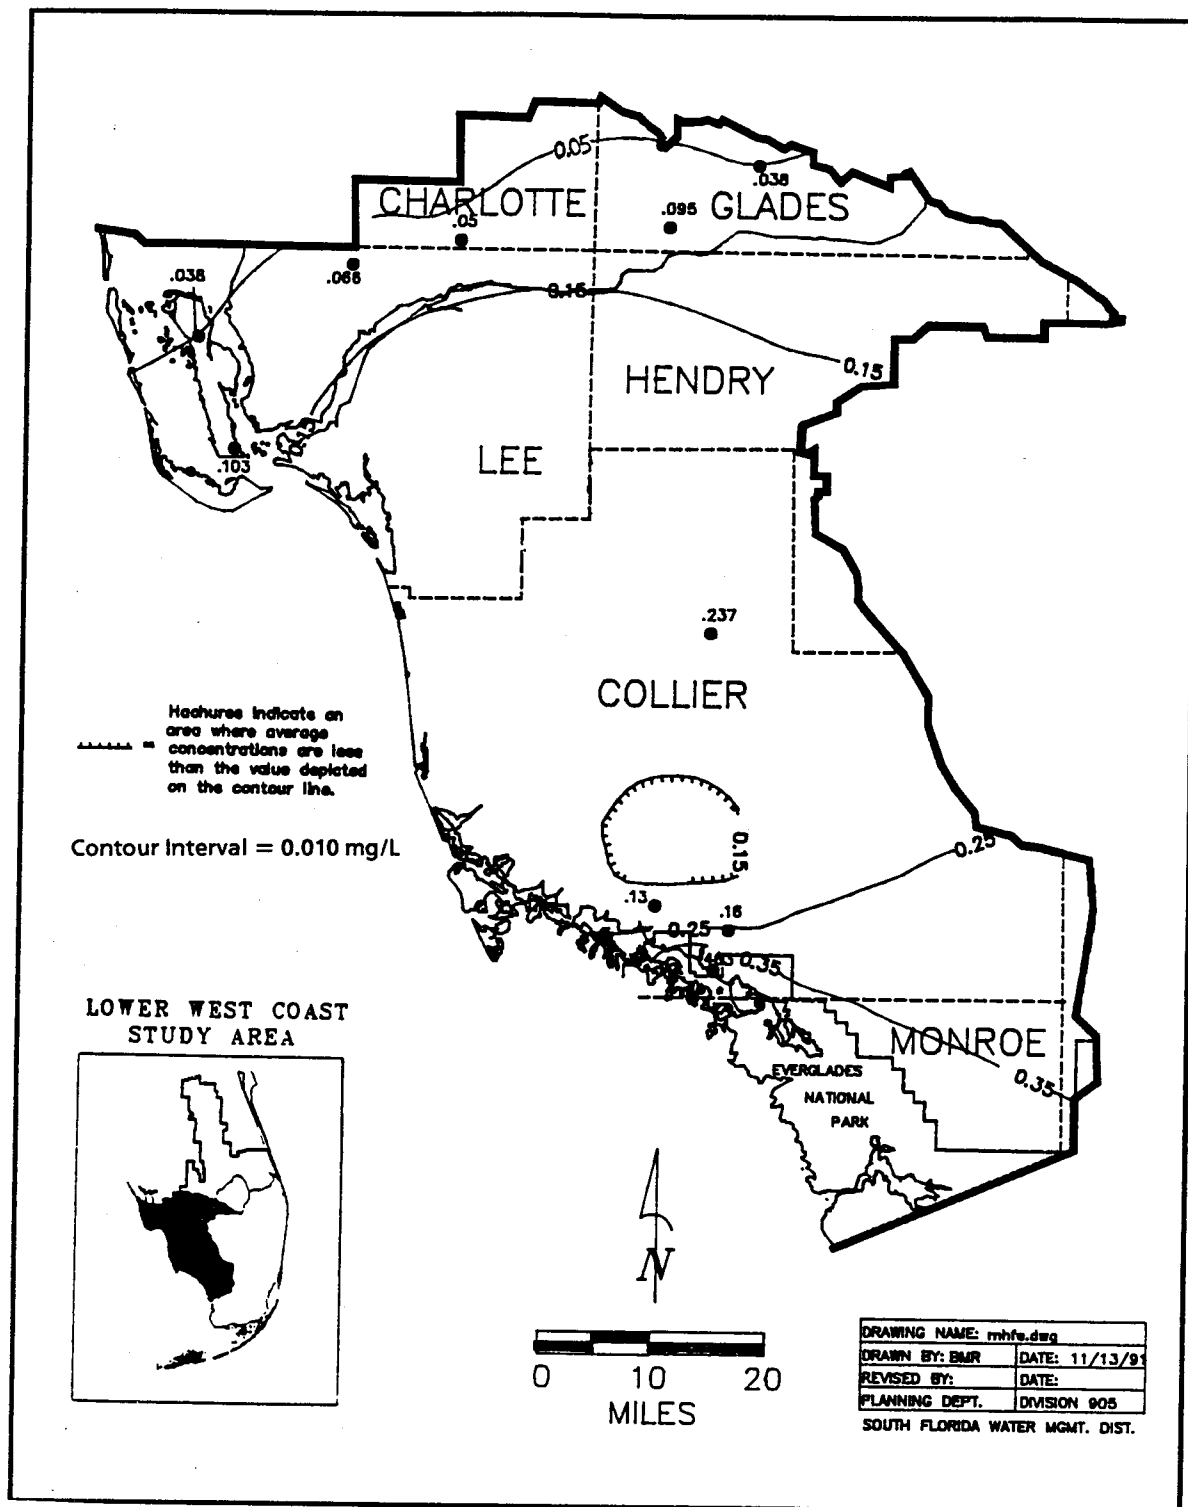 0.05
.038
CHARLOTTE
GLADES
.05
.095
.066
.038
0.15
0.15
HENDRY
LEE
.103
.237
COLLIER
Hachures indicate an
area where average
= concentrations are less
than the value depicted
on the contour line.
Contour Interval = 0.010 mg/L
0.15
0.25
.13
.16
0.25
0.35
LOWER WEST COAST
STUDY AREA
MONROE
0.35
EVERGLADES
NATIONAL
PARK
N
0 10 20
MILES
DRAWING NAME: mhfe.dwg
DRAWN BY: BMR DATE: 11/13/91
REVISED BY: DATE:
PLANNING DEPT. DIVISION 905
SOUTH FLORIDA WATER MGMT. DIST.